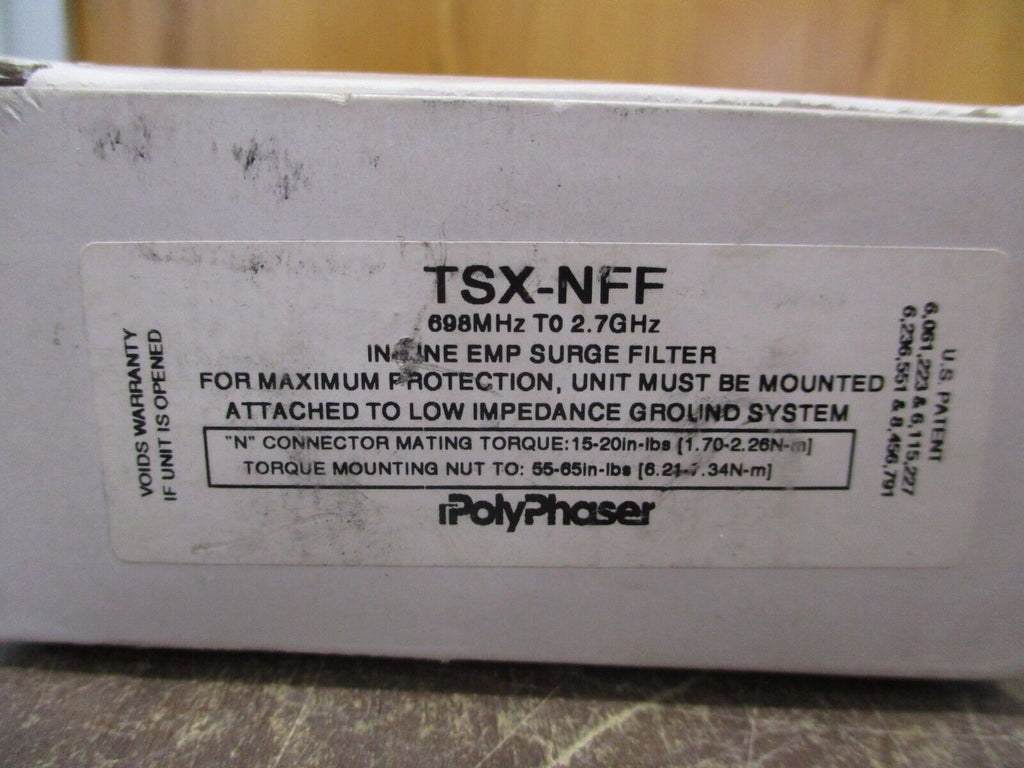 TSX-NFF
698MHz TO 2.7GHz
IN-LINE EMP SURGE FILTER
FOR MAXIMUM PROTECTION, UNIT MUST BE MOUNTED
ATTACHED TO LOW IMPEDANCE GROUND SYSTEM
"N" CONNECTOR MATING TORQUE:15-20in-lbs [1.70-2.26N-m]
TORQUE MOUNTING NUT TO: 55-65in-lbs [6.21-7.34N-m]
PolyPhaser
VOIDS WARRANTY
IF UNIT IS OPENED
U.S. PATENT
6,061,223 & 6,115,227
6,236,551 & 8,456,791